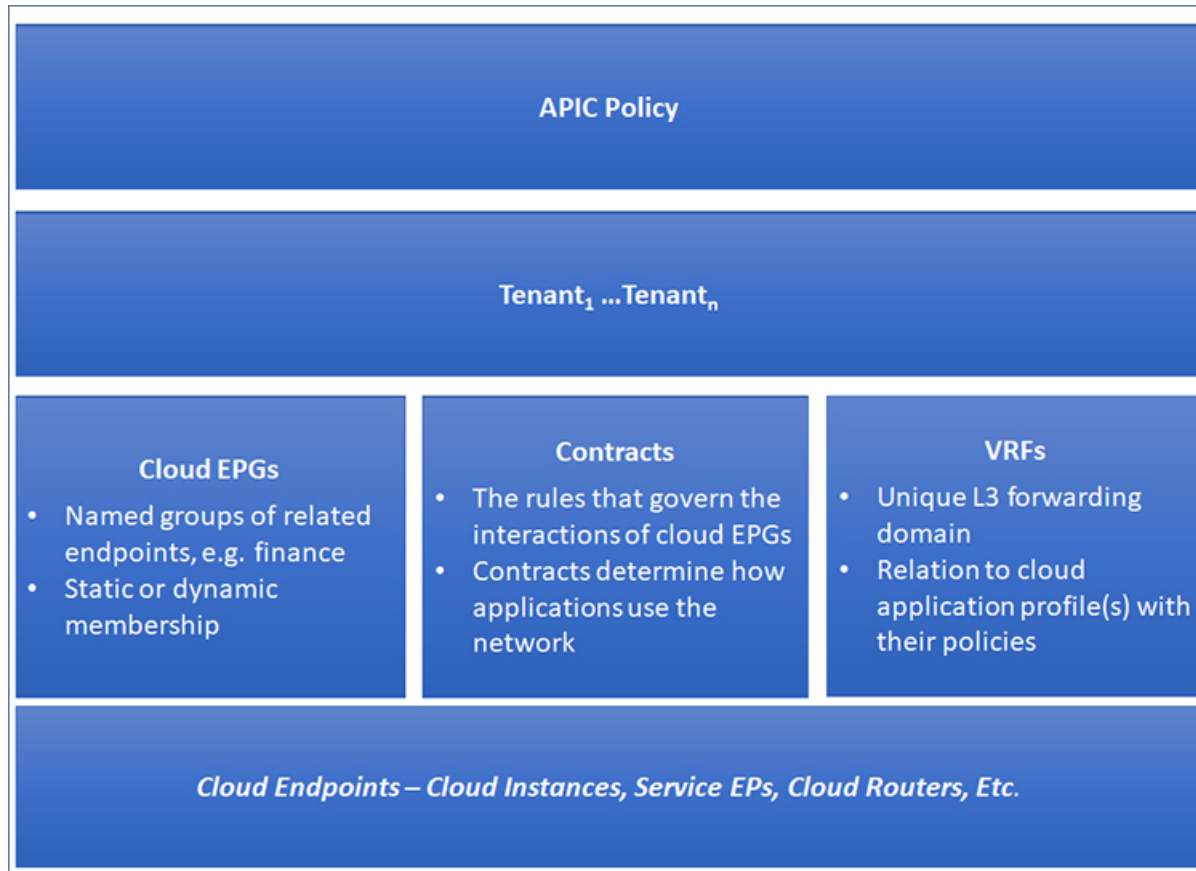 APIC Policy
Tenant₁ ...Tenantₙ
Cloud EPGs
• Named groups of related
endpoints, e.g. finance
• Static or dynamic
membership
Contracts
• The rules that govern the
interactions of cloud EPGs
• Contracts determine how
applications use the
network
VRFs
• Unique L3 forwarding
domain
• Relation to cloud
application profile(s) with
their policies
Cloud Endpoints – Cloud Instances, Service EPs, Cloud Routers, Etc.